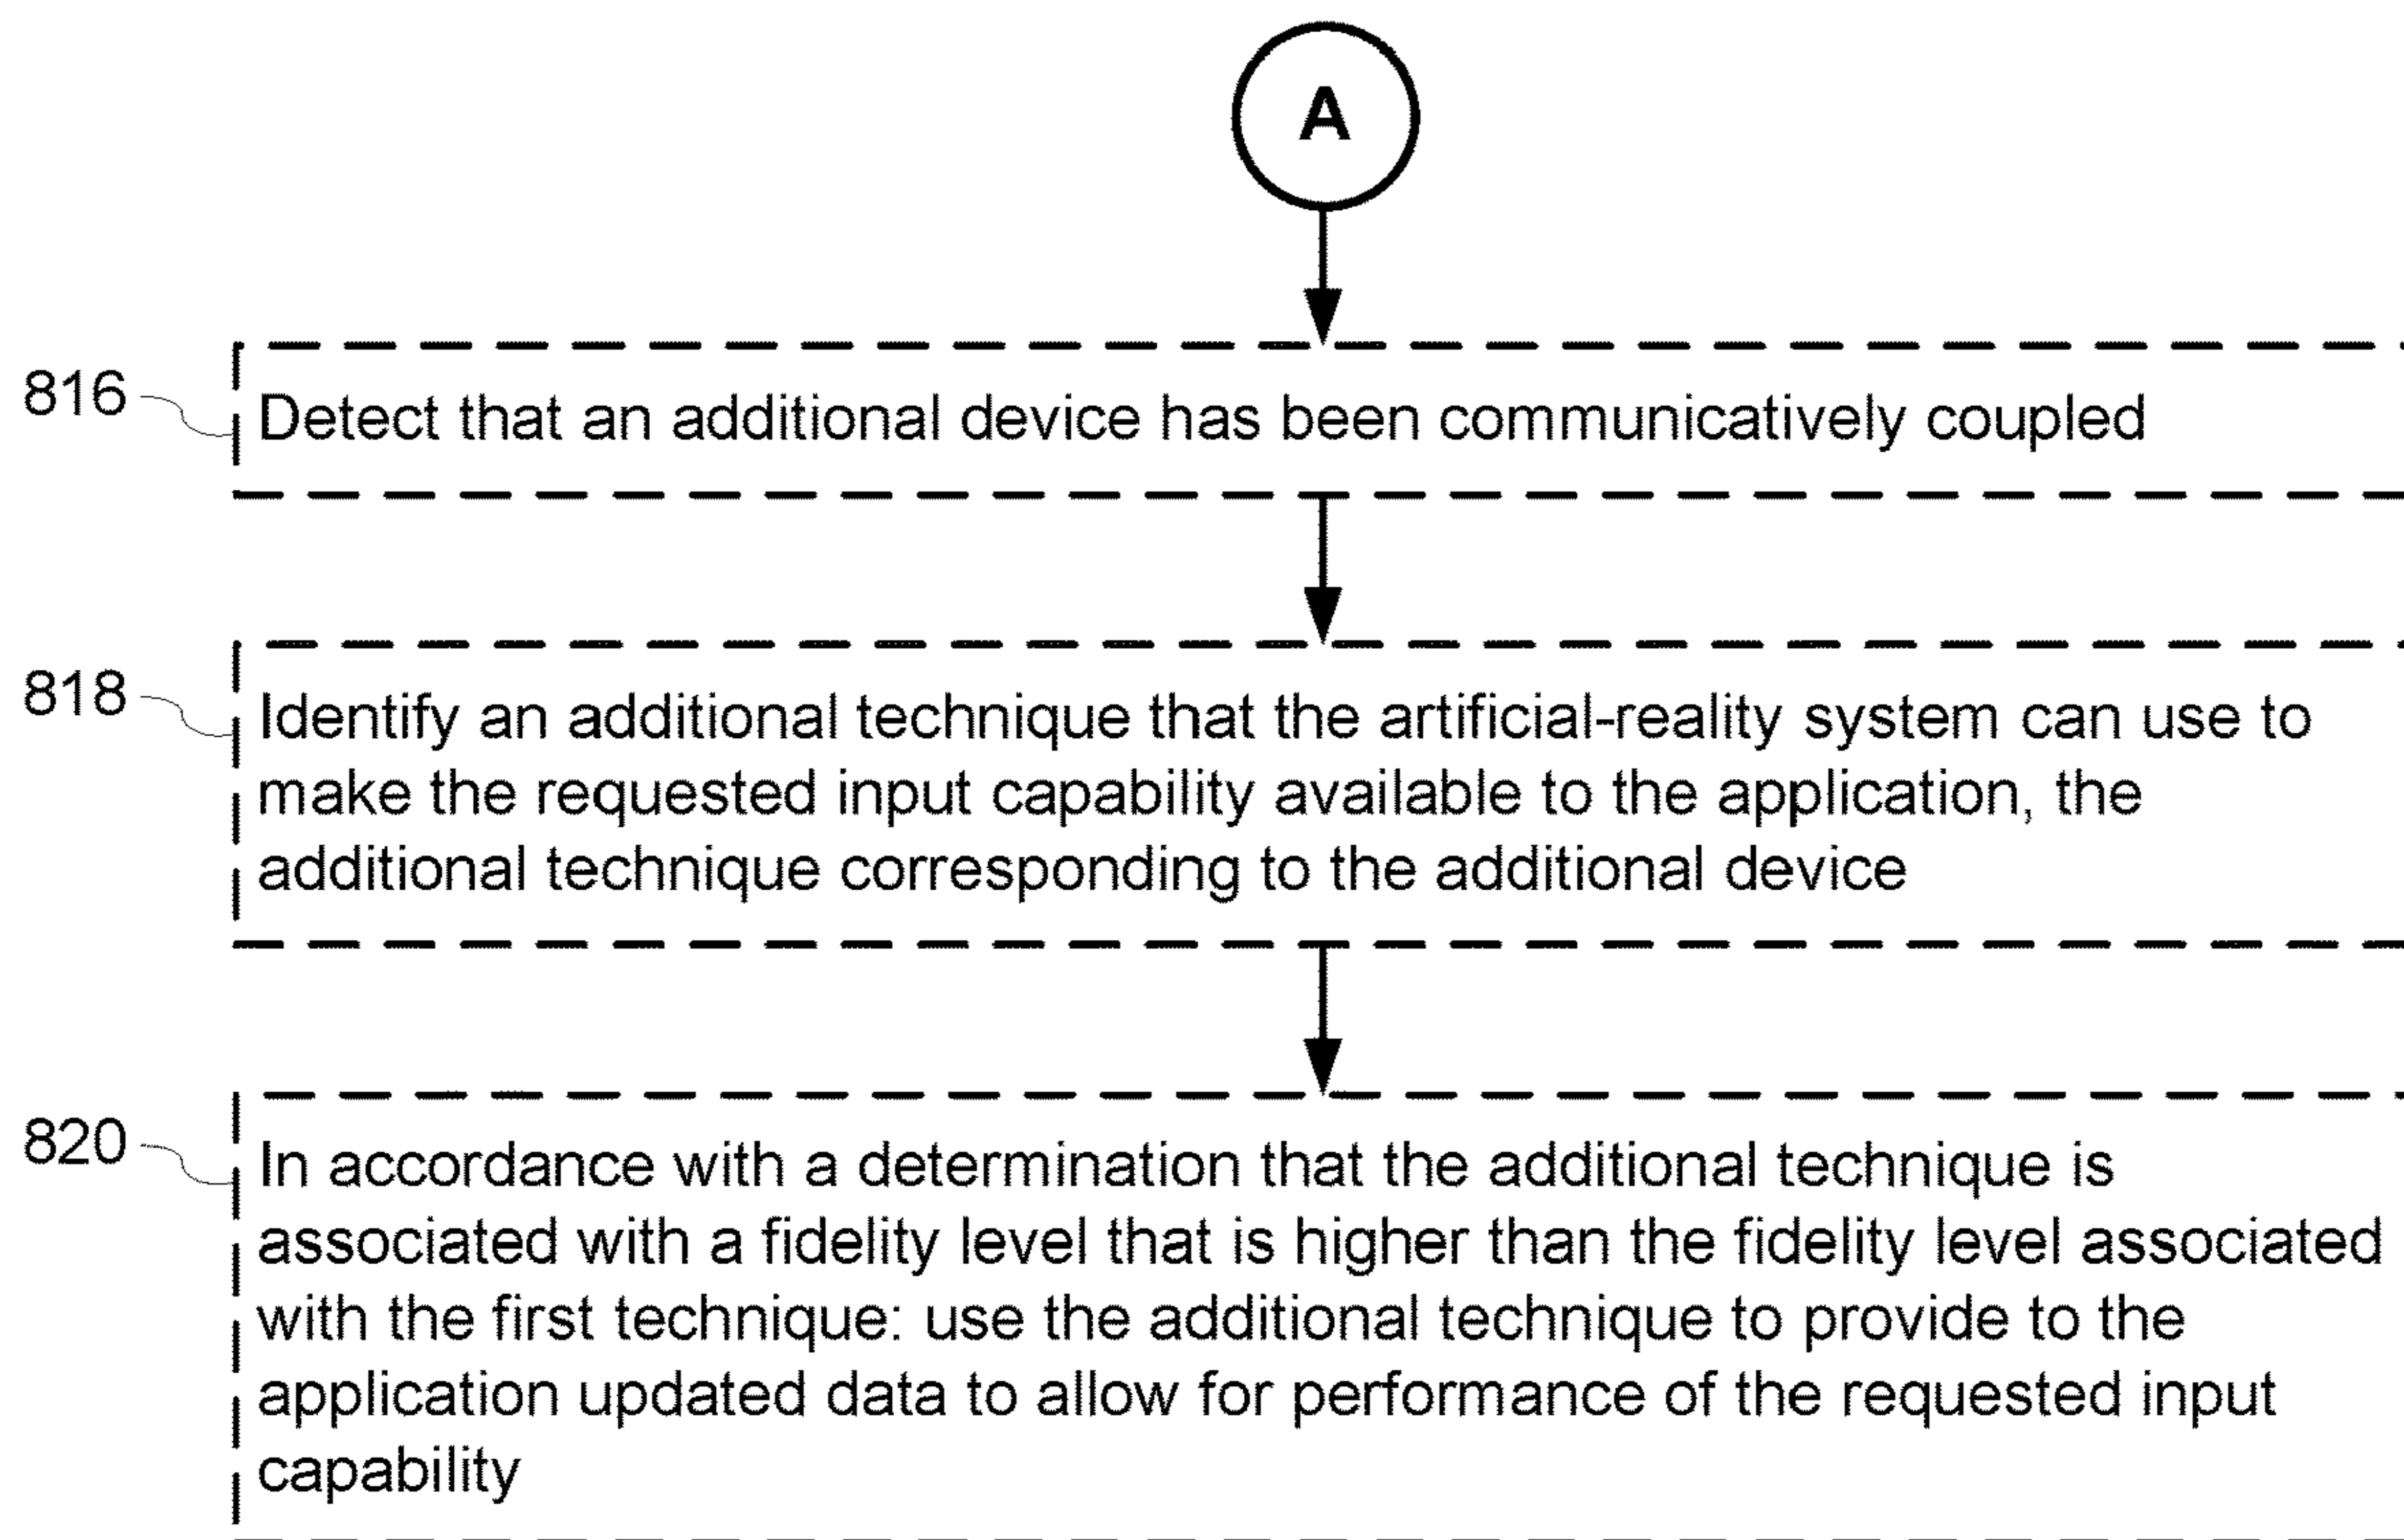 A
816
Detect that an additional device has been communicatively coupled
818
Identify an additional technique that the artificial-reality system can use to
make the requested input capability available to the application, the
additional technique corresponding to the additional device
820
In accordance with a determination that the additional technique is
associated with a fidelity level that is higher than the fidelity level associated
with the first technique: use the additional technique to provide to the
application updated data to allow for performance of the requested input
capability